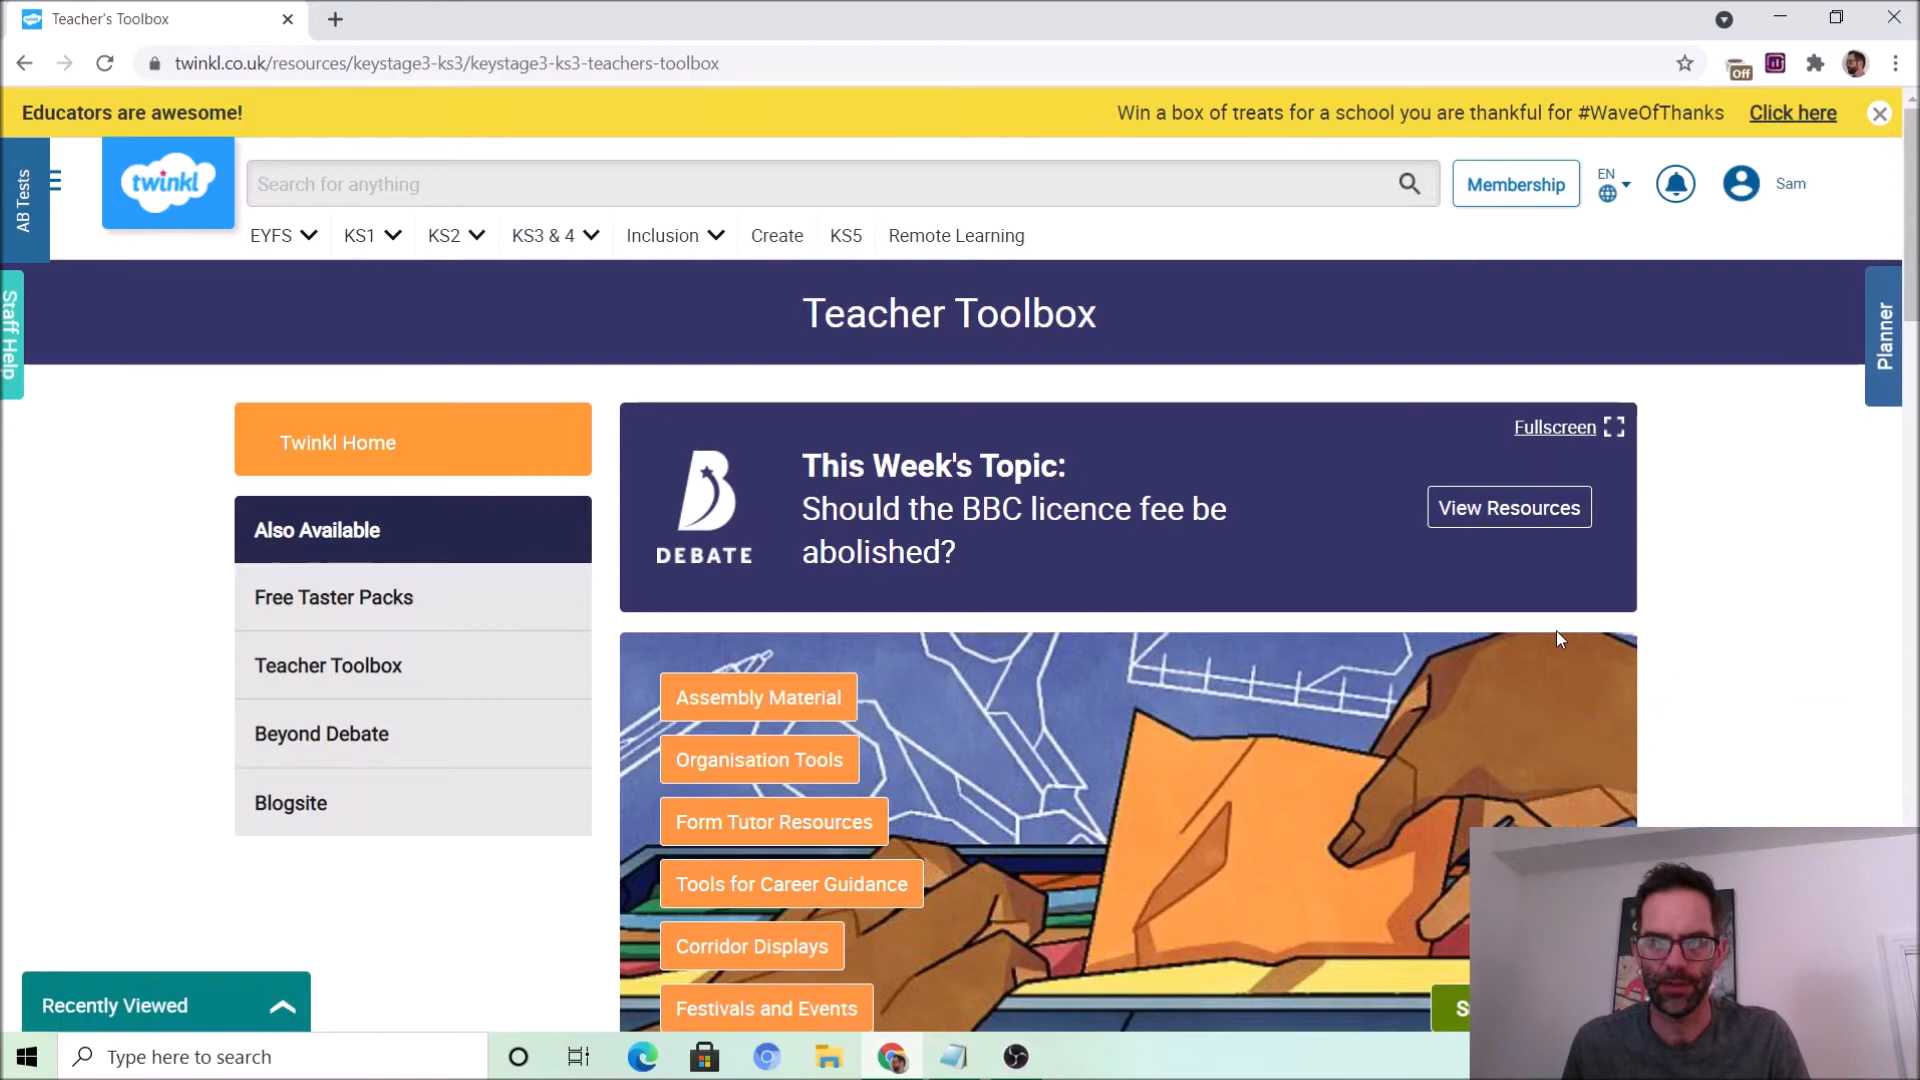 Teacher's Toolbox
twinkl.co.uk/resources/keystage3-ks3/keystage3-ks3-teachers-toolbox
Off
Educators are awesome!
Win a box of treats for a school you are thankful for #WaveOfThanks Click here
AB Tests
twinkl
Search for anything
Membership
EN
Sam
EYFS
KS1
KS2
KS3 & 4
Inclusion
Create
KS5
Remote Learning
Staff Help
Teacher Toolbox
Planner
Twinkl Home
Also Available
Free Taster Packs
Teacher Toolbox
Beyond Debate
Blogsite
Fullscreen
DEBATE
This Week's Topic:
Should the BBC licence fee be
abolished?
View Resources
Assembly Material
Organisation Tools
Form Tutor Resources
Tools for Career Guidance
Corridor Displays
Festivals and Events
Recently Viewed
Type here to search